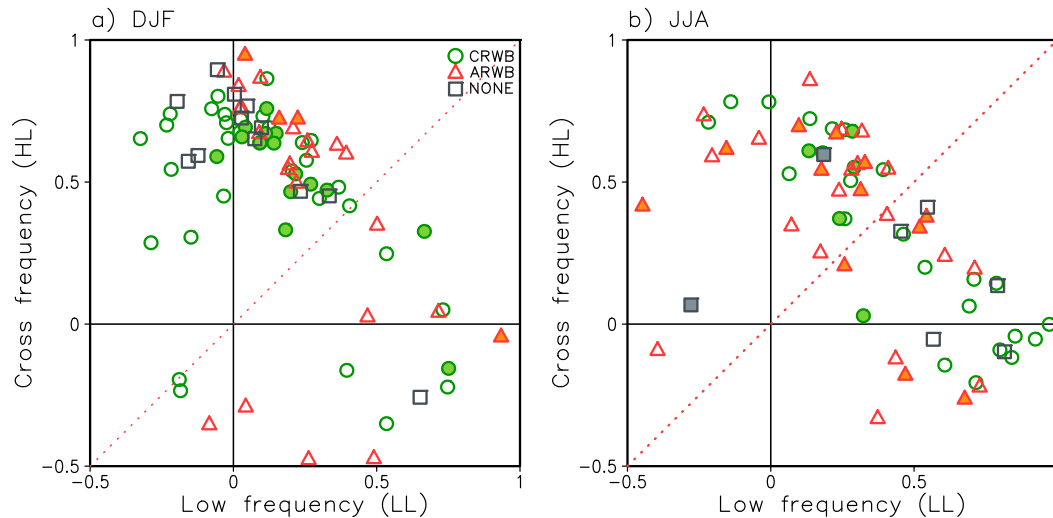 a) DJF
b) JJA
1
0.5
0
-0.5
Cross frequency (HL)
CRWB
ARWB
NONE
-0.5
0
0.5
1
Low frequency (LL)
1
0.5
0
-0.5
Cross frequency (HL)
-0.5
0
0.5
Low frequency (LL)